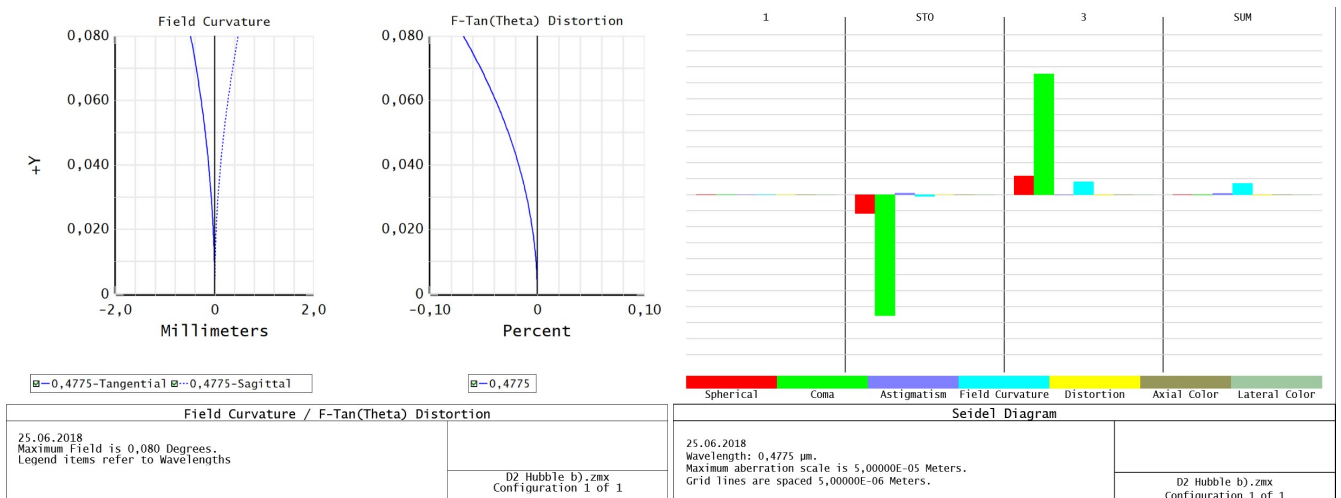 Field Curvature
0,080
0,060
0,040
0,020
0
+Y
-2,0
0
2,0
Millimeters
0,4775-Tangential
0,4775-Sagittal
F-Tan(Theta) Distortion
0,080
0,060
0,040
0,020
0
-0,10
0
0,10
Percent
0,4775
Field Curvature / F-Tan(Theta) Distortion
25.06.2018
Maximum Field is 0,080 Degrees.
Legend items refer to Wavelengths
D2 Hubble b).zmx
Configuration 1 of 1
1
STO
3
SUM
Spherical
Coma
Astigmatism
Field Curvature
Distortion
Axial Color
Lateral Color
Seidel Diagram
25.06.2018
Wavelength: 0,4775 µm.
Maximum aberration scale is 5,00000E-05 Meters.
Grid lines are spaced 5,00000E-06 Meters.
D2 Hubble b).zmx
Configuration 1 of 1